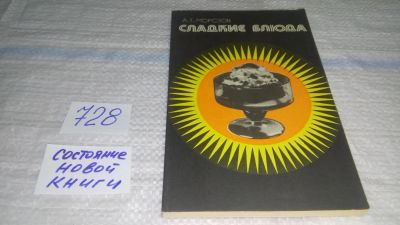 А.Т. МОРОЗОВ
СЛАДКИЕ БЛЮДА
728
СОСТОЯНИЕ
НОВОЙ
КНИГИ